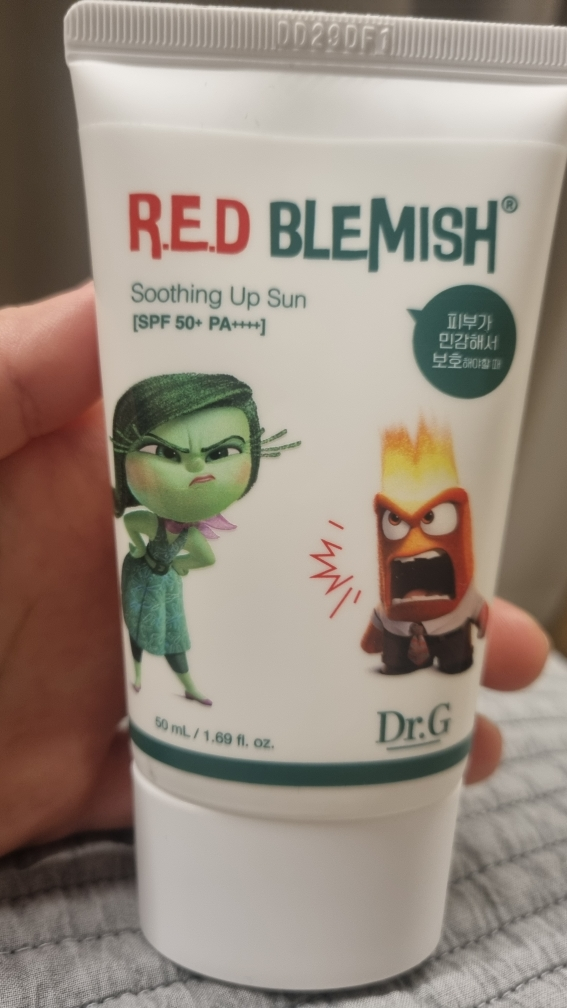 DD29DF1
R.E.D BLEMISH®
Soothing Up Sun
[SPF 50+ PA++++]
피부가
민감해서
보호해야할 때
50 mL / 1.69 fl. oz.
Dr.G